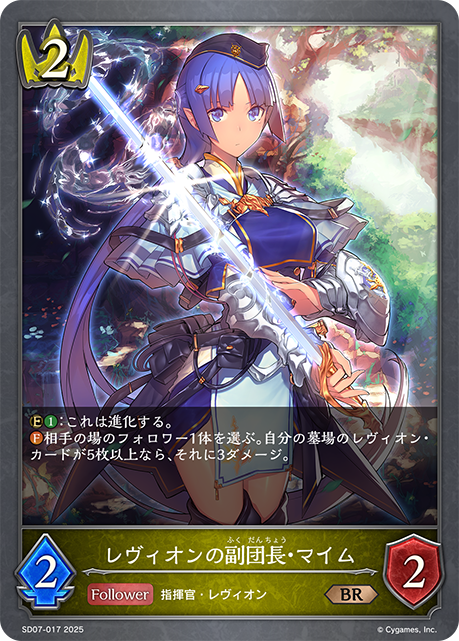 2
E 1:これは進化する。
F 相手の場のフォロワー1体を選ぶ。自分の墓場のレヴィオン・
カードが5枚以上なら、それに3ダメージ。
ふく だんちょう
レヴィオンの副団長・マイム
2
Follower 指揮官・レヴィオン
BR
2
SD07-017 2025
© Cygames, Inc.